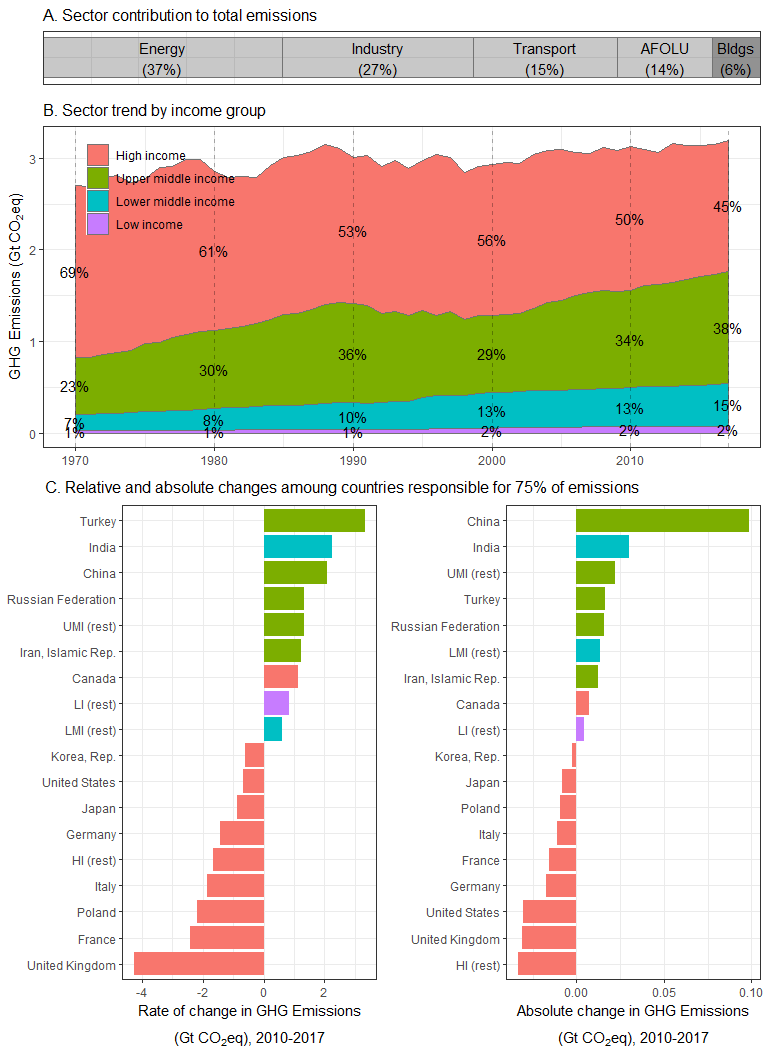 A. Sector contribution to total emissions
Energy Industry Transport AFOLU Bldgs
(37%) (27%) (15%) (14%) (6%)
B. Sector trend by income group
GHG Emissions (Gt CO₂eq)
3
2
1
0
High income
Upper middle income
Lower middle income
Low income
69% 61% 53% 56% 50% 45%
23% 30% 36% 29% 34% 38%
7% 8% 10% 13% 13% 15%
1% 1% 1% 2% 2% 2%
1970 1980 1990 2000 2010
C. Relative and absolute changes amoung countries responsible for 75% of emissions
Turkey
India
China
Russian Federation
UMI (rest)
Iran, Islamic Rep.
Canada
LI (rest)
LMI (rest)
Korea, Rep.
United States
Japan
Germany
HI (rest)
Italy
Poland
France
United Kingdom
-4 -2 0 2
Rate of change in GHG Emissions
(Gt CO₂eq), 2010-2017
China
India
UMI (rest)
Turkey
Russian Federation
LMI (rest)
Iran, Islamic Rep.
Canada
LI (rest)
Korea, Rep.
Japan
Poland
Italy
France
Germany
United States
United Kingdom
HI (rest)
0.00 0.05 0.10
Absolute change in GHG Emissions
(Gt CO₂eq), 2010-2017